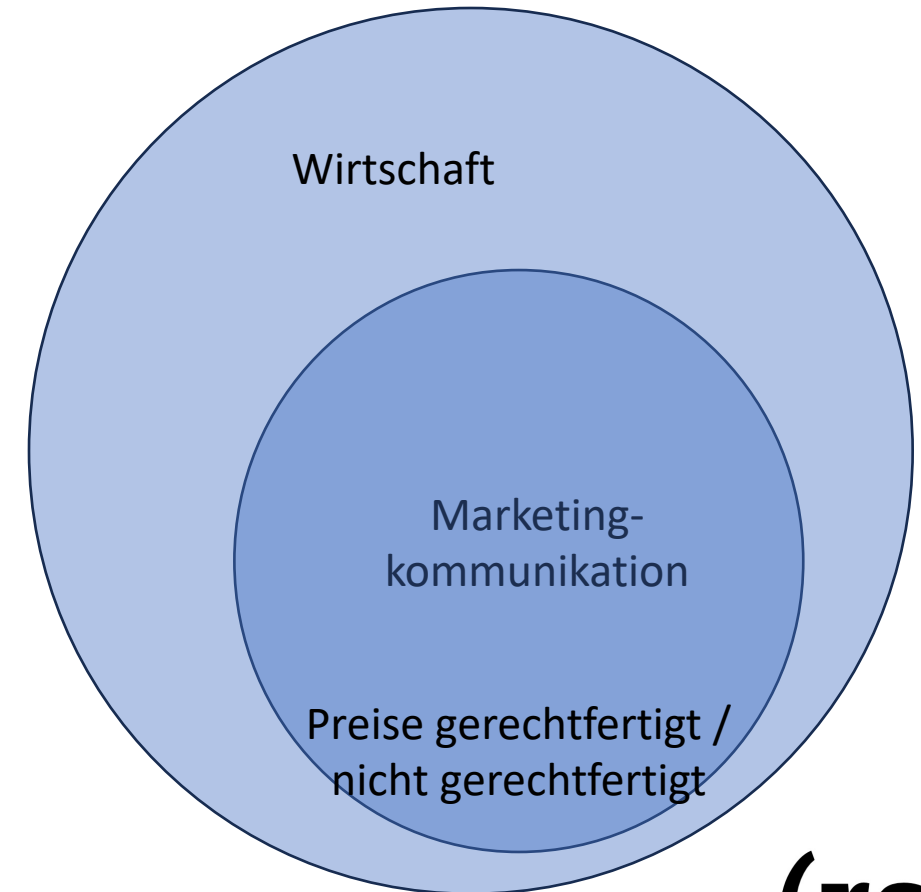 Wirtschaft
Marketing-
kommunikation
Preise gerechtfertigt /
nicht gerechtfertigt